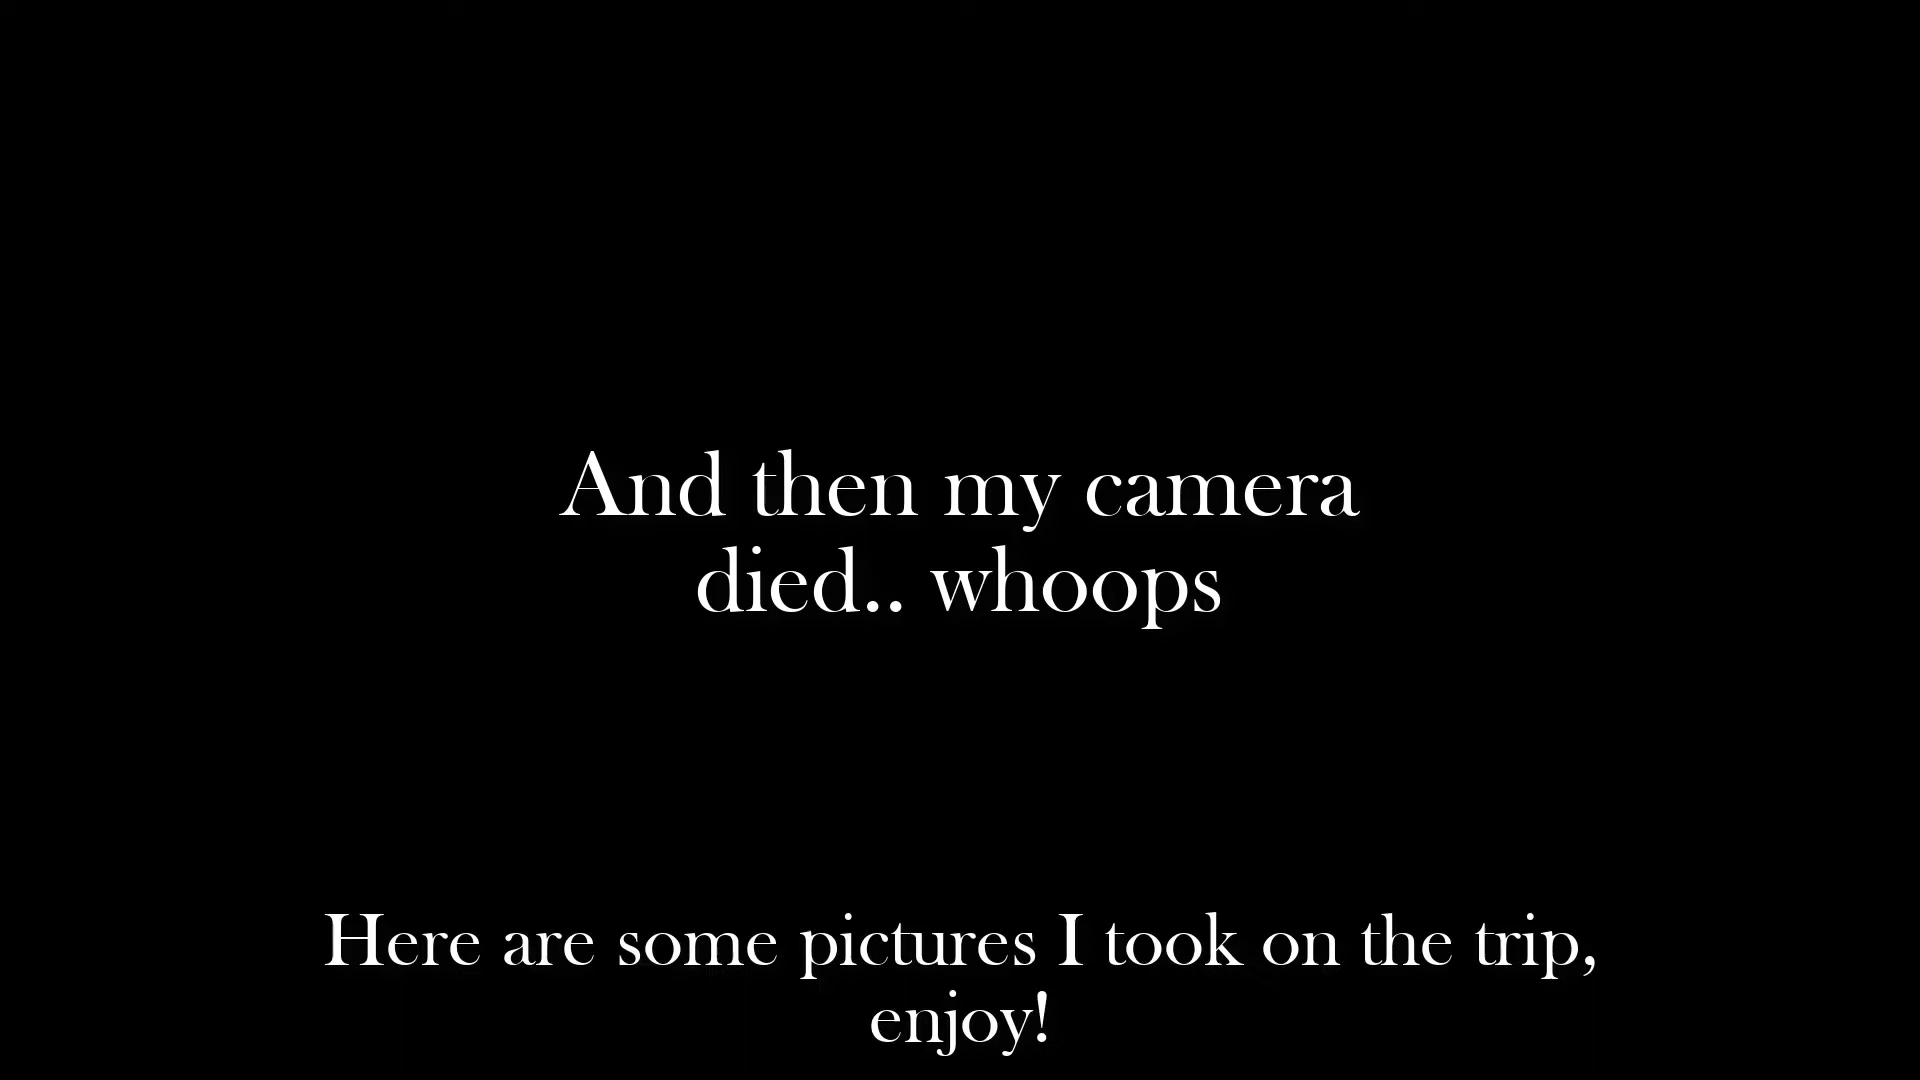 And then my camera
died.. whoops
Here are some pictures I took on the trip,
enjoy!